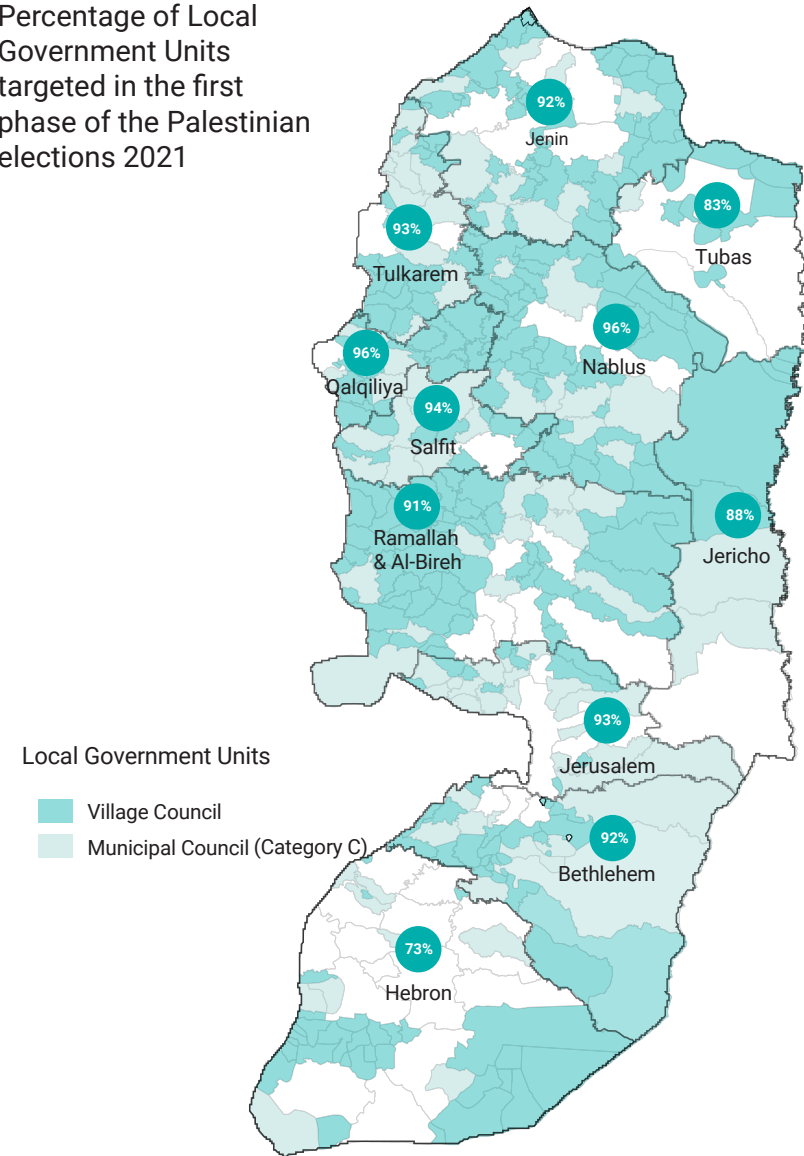 Percentage of Local
Government Units
targeted in the first
phase of the Palestinian
elections 2021
92%
Jenin
83%
Tubas
93%
Tulkarem
96%
Nablus
96%
Qalqiliya
94%
Salfit
91%
Ramallah
& Al-Bireh
88%
Jericho
93%
Jerusalem
Local Government Units
Village Council
Municipal Council (Category C)
92%
Bethlehem
73%
Hebron